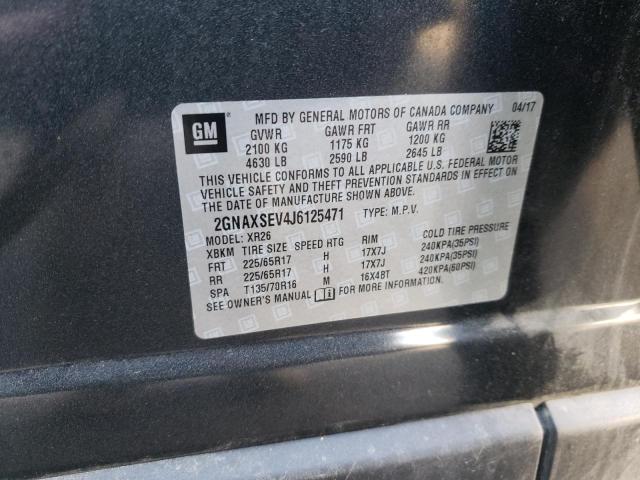 GM
MFD BY GENERAL MOTORS OF CANADA COMPANY 04/17
GVWR GAWR FRT GAWR RR
2100 KG 1175 KG 1200 KG
4630 LB 2590 LB 2645 LB
THIS VEHICLE CONFORMS TO ALL APPLICABLE U.S. FEDERAL MOTOR
VEHICLE SAFETY AND THEFT PREVENTION STANDARDS IN EFFECT ON THE
DATE OF MANUFACTURE SHOWN ABOVE.
2GNAXSEV4J6125471 TYPE: M.P.V.
MODEL: XR26
XBKM TIRE SIZE SPEED RTG RIM COLD TIRE PRESSURE
FRT 225/65R17 H 17X7J 240KPA(35PSI)
RR 225/65R17 H 17X7J 240KPA(35PSI)
SPA T135/70R16 M 16X4BT 420KPA(60PSI)
SEE OWNER'S MANUAL FOR MORE INFORMATION.